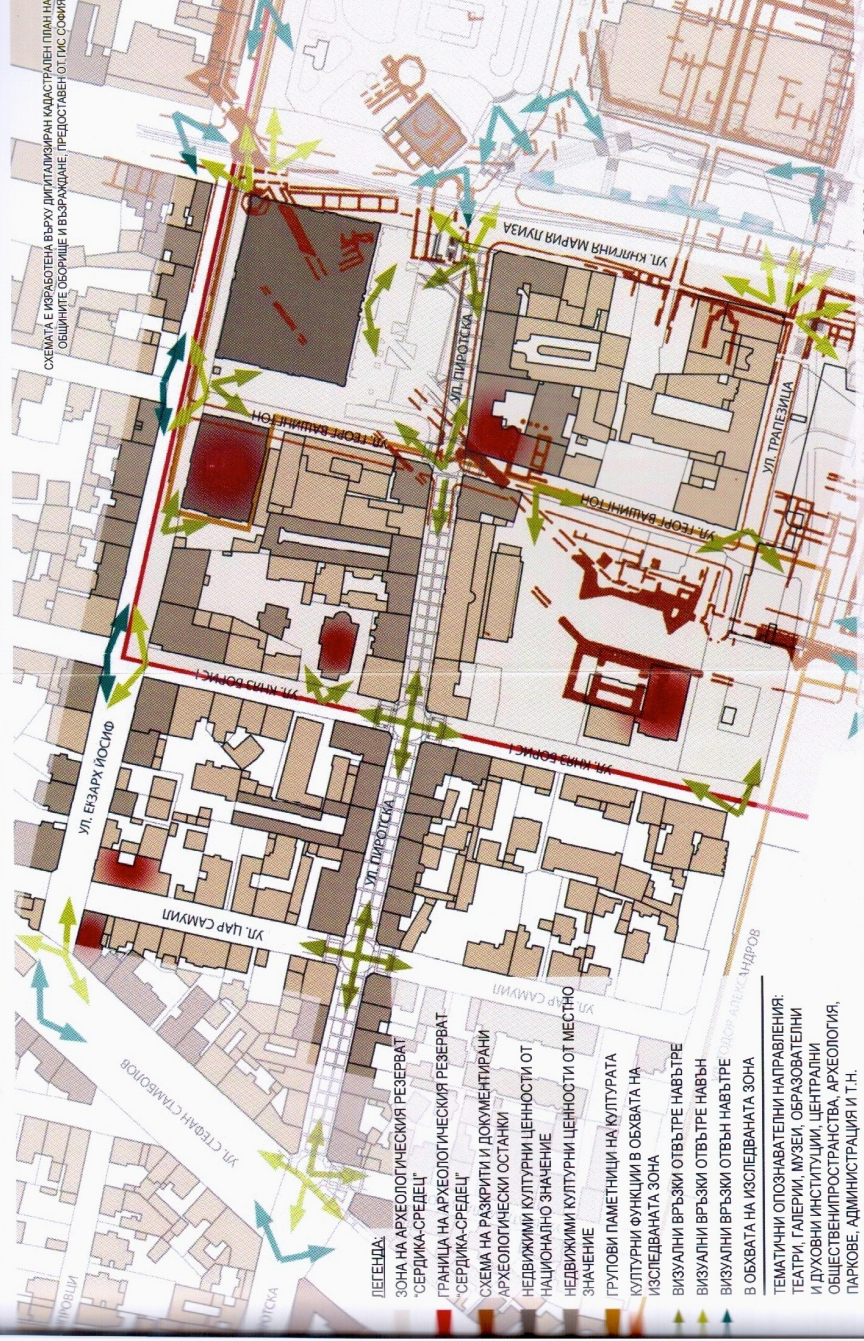 СХЕМАТА Е ИЗРАБОТЕНА ВЪРХУ ДИГИТАЛИЗИРАН КАДАСТРАЛЕН ПЛАН НА
ОБЩИНИТЕ ОБОРИЩЕ И ВЪЗРАЖДАНЕ, ПРЕДОСТАВЕН ОТ ГИС СОФИЯ
УЛ. ЕКЗАРХ ЙОСИФ
УЛ. ЦАР САМУИЛ
УЛ. СТЕФАН СТАМБОЛОВ
УЛ. КНЯЗ БОРИС I
УЛ. ГЕОРГ ВАШИНГТОН
УЛ. ПИРОТСКА
УЛ. ПИРОТСКА
УЛ. КНЯГИНЯ МАРИЯ ЛУИЗА
УЛ. ГЕОРГ ВАШИНГТОН
УЛ. ТРАПЕЗИЦА
УЛ. КНЯЗ БОРИС I
УЛ. ЦАР САМУИЛ
ОДОР АЛЕКСАНДРОВ
РОВЦИ
РОТСКА
ЛЕГЕНДА:
ЗОНА НА АРХЕОЛОГИЧЕСКИЯ РЕЗЕРВАТ
"СЕРДИКА-СРЕДЕЦ"
ГРАНИЦА НА АРХЕОЛОГИЧЕСКИЯ РЕЗЕРВАТ
"СЕРДИКА-СРЕДЕЦ"
СХЕМА НА РАЗКРИТИ И ДОКУМЕНТИРАНИ
АРХЕОЛОГИЧЕСКИ ОСТАНКИ
НЕДВИЖИМИ КУЛТУРНИ ЦЕННОСТИ ОТ
НАЦИОНАЛНО ЗНАЧЕНИЕ
НЕДВИЖИМИ КУЛТУРНИ ЦЕННОСТИ ОТ МЕСТНО
ЗНАЧЕНИЕ
ГРУПОВИ ПАМЕТНИЦИ НА КУЛТУРАТА
КУЛТУРНИ ФУНКЦИИ В ОБХВАТА НА
ИЗСЛЕДВАНАТА ЗОНА
ВИЗУАЛНИ ВРЪЗКИ ОТВЪТРЕ НАВЪТРЕ
ВИЗУАЛНИ ВРЪЗКИ ОТВЪТРЕ НАВЪН
ВИЗУАЛНИ ВРЪЗКИ ОТВЪН НАВЪТРЕ
В ОБХВАТА НА ИЗСЛЕДВАНАТА ЗОНА
ТЕМАТИЧНИ ОПОЗНАВАТЕЛНИ НАПРАВЛЕНИЯ:
ТЕАТРИ, ГАЛЕРИИ, МУЗЕИ, ОБРАЗОВАТЕЛНИ
И ДУХОВНИ ИНСТИТУЦИИ, ЦЕНТРАЛНИ
ОБЩЕСТВЕНИПРОСТРАНСТВА, АРХЕОЛОГИЯ,
ПАРКОВЕ, АДМИНИСТРАЦИЯ И Т.Н.